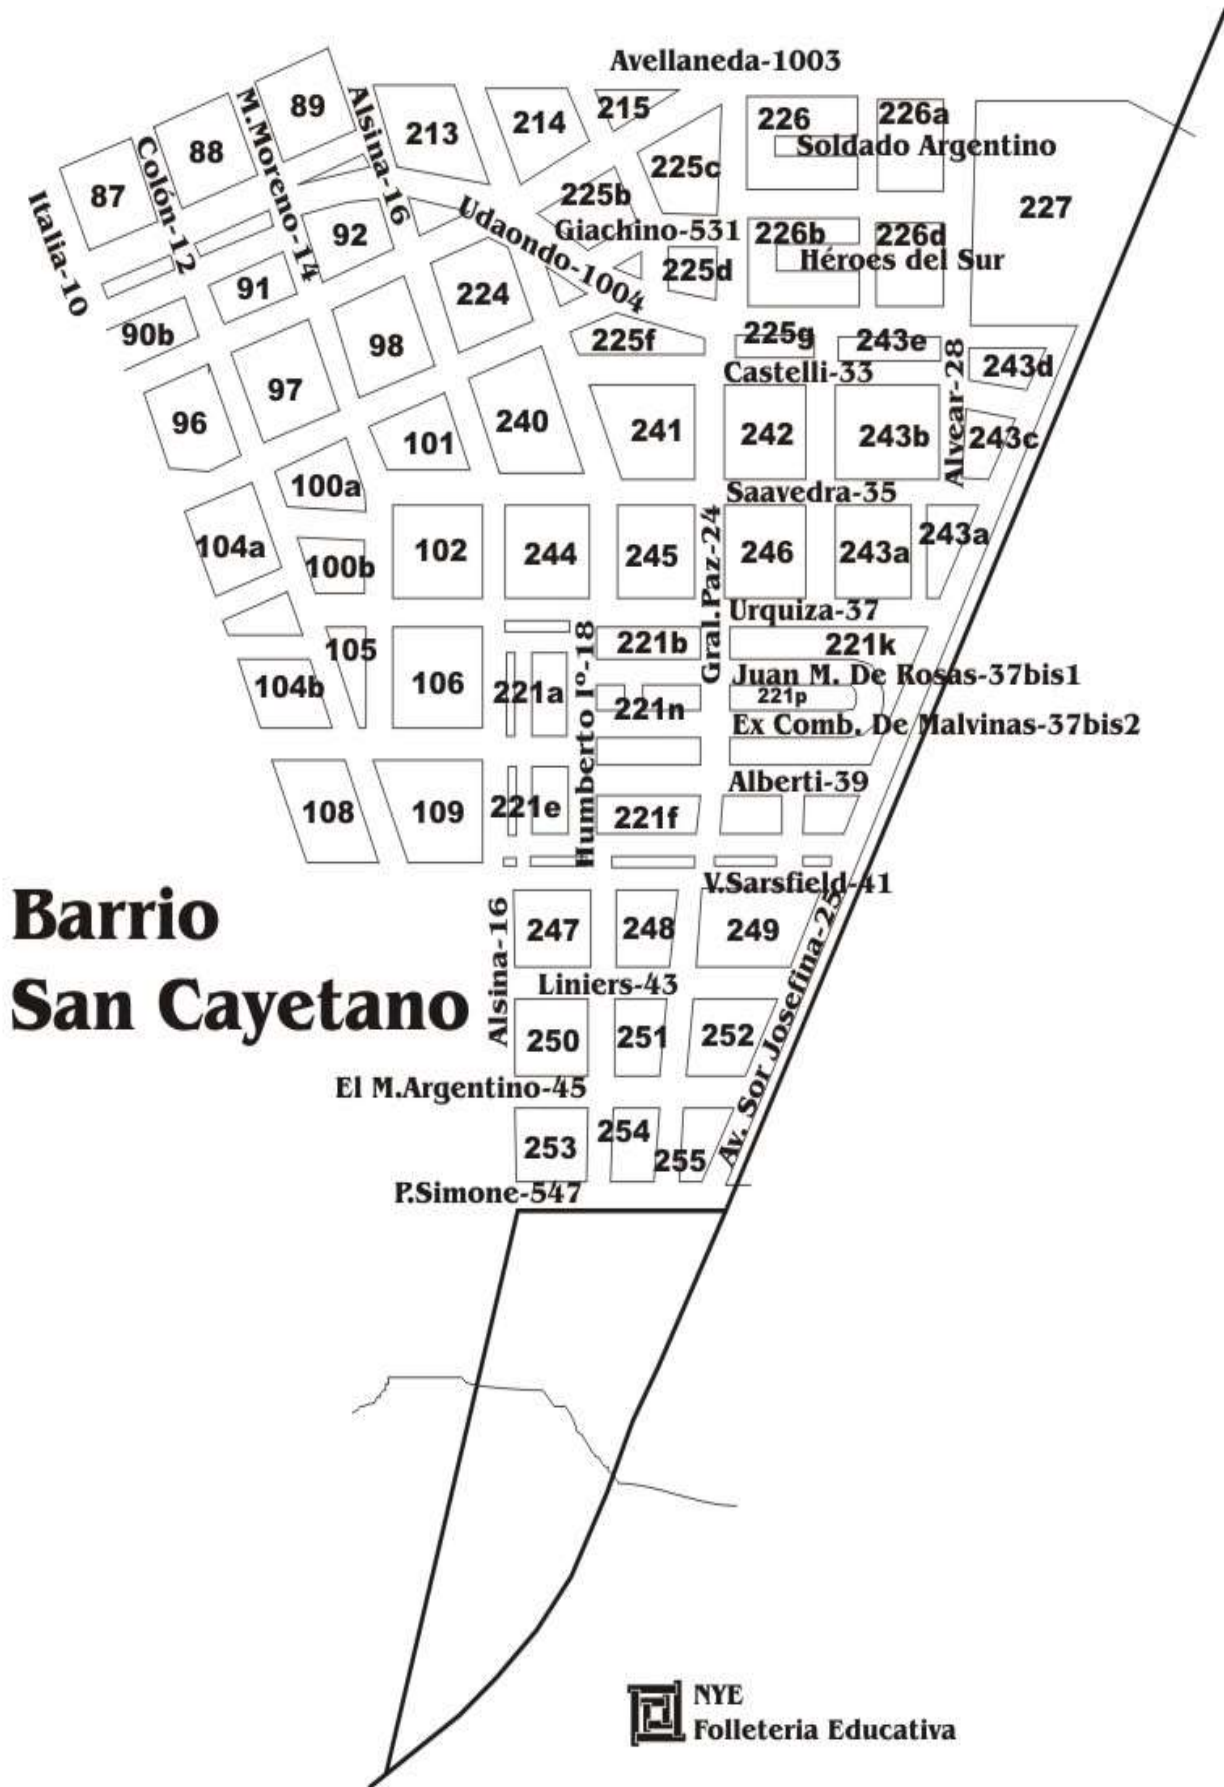 Avellaneda-1003
89
M.Moreno-14
Alsina-16
213
214
215
226
226a
88
Colón-12
Soldado Argentino
225c
87
Italia-10
225b
227
92
Udaondo-1004
Giachino-531
226b
226d
Héroes del Sur
225d
91
224
90b
98
225f
225g
243e
Castelli-33
Alvear-28
243d
97
96
101
240
241
242
243b
243c
100a
Saavedra-35
104a
100b
102
244
245
Gral.Paz-24
246
243a
243a
Urquiza-37
105
221b
221k
104b
106
221a
Humberto Iº-18
Juan M. De Rosas-37bis1
221n
221p
Ex Comb. De Malvinas-37bis2
Alberti-39
108
109
221e
221f
V.Sarsfield-41
Barrio
San Cayetano
Alsina-16
247
248
249
Av. Sor Josefina-25
Liniers-43
250
251
252
El M.Argentino-45
253
254
255
P.Simone-547
NYE
Folleteria Educativa